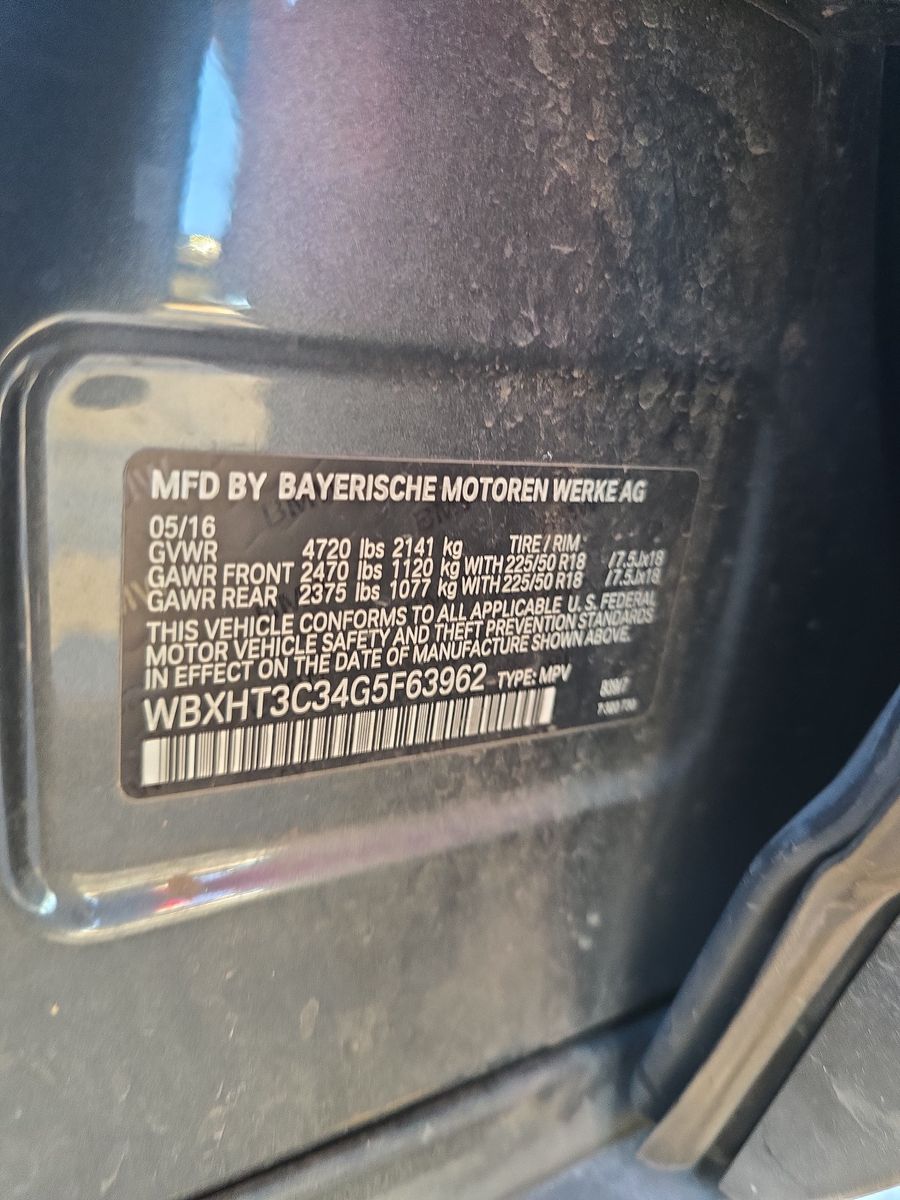 MFD BY BAYERISCHE MOTOREN WERKE AG
05/16
GVWR 4720 lbs 2141 kg TIRE / RIM
GAWR FRONT 2470 lbs 1120 kg WITH 225/50 R18 /7.5Jx18
GAWR REAR 2375 lbs 1077 kg WITH 225/50 R18 /7.5Jx18
THIS VEHICLE CONFORMS TO ALL APPLICABLE U. S. FEDERAL
MOTOR VEHICLE SAFETY AND THEFT PREVENTION STANDARDS
IN EFFECT ON THE DATE OF MANUFACTURE SHOWN ABOVE.
WBXHT3C34G5F63962 TYPE: MPV